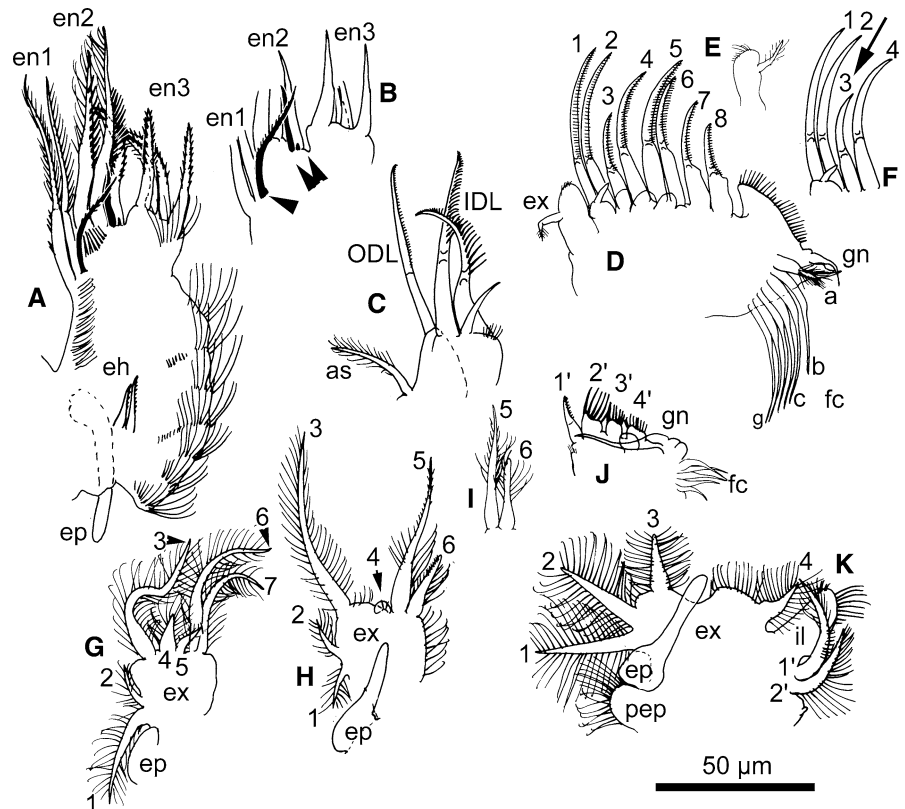 en1 en2 en3
A
en1 en2 en3
B
ODL IDL
C
as
eh
ep
1 2 3 4 5 6 7 8
ex
D
gn
a
b
c
g
fc
E
1 2 3 4
F
3 6 7
2 4 5
G
ex
ep
1
3 4 5 6
2
H
ex
1
ep
5 6
I
1' 2' 3' 4'
gn
J
fc
1 2 3 4
K
ex
il
ep
pep
1'
2'
50 µm